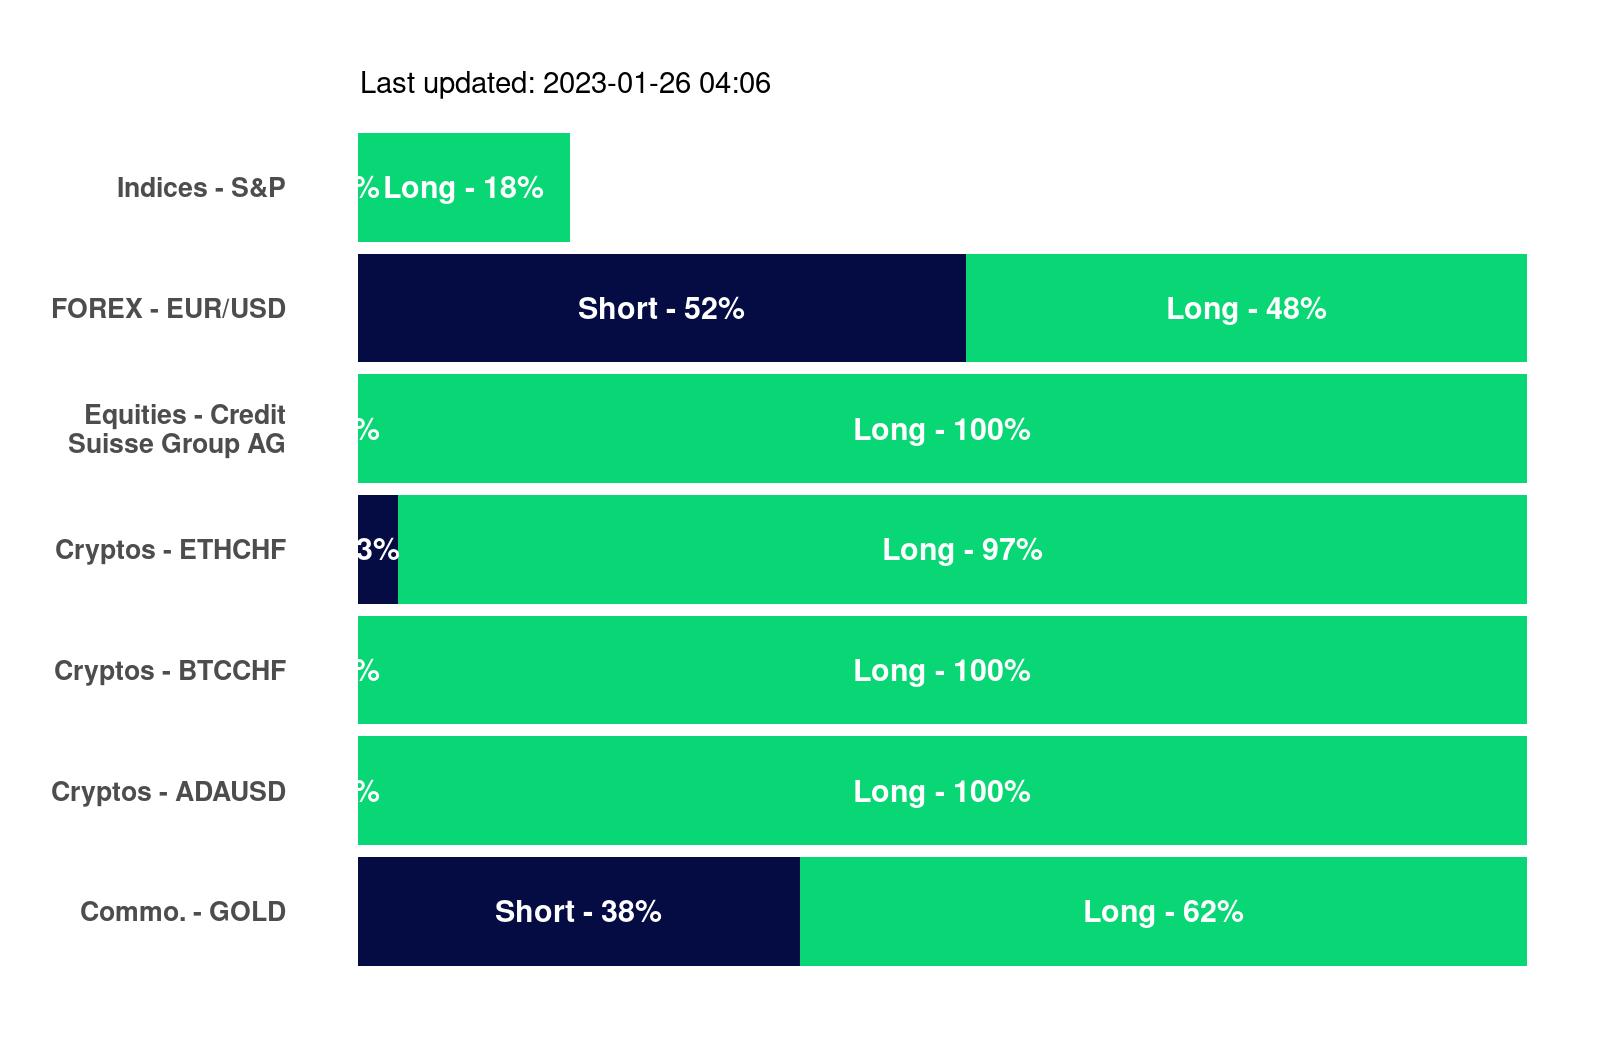 Last updated: 2023-01-26 04:06
Indices - S&P
% Long - 18%
FOREX - EUR/USD
Short - 52%
Long - 48%
Equities - Credit
Suisse Group AG
%
Long - 100%
Cryptos - ETHCHF
3%
Long - 97%
Cryptos - BTCCHF
%
Long - 100%
Cryptos - ADAUSD
%
Long - 100%
Commo. - GOLD
Short - 38%
Long - 62%